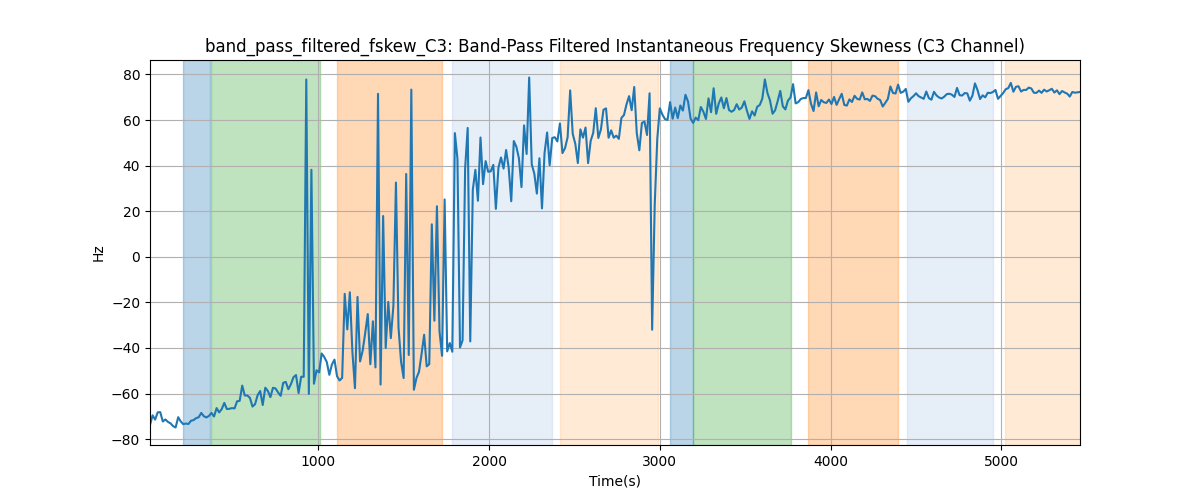 band_pass_filtered_fskew_C3: Band-Pass Filtered Instantaneous Frequency Skewness (C3 Channel)
Hz
80
60
40
20
0
−20
−40
−60
−80
1000 2000 3000 4000 5000
Time(s)